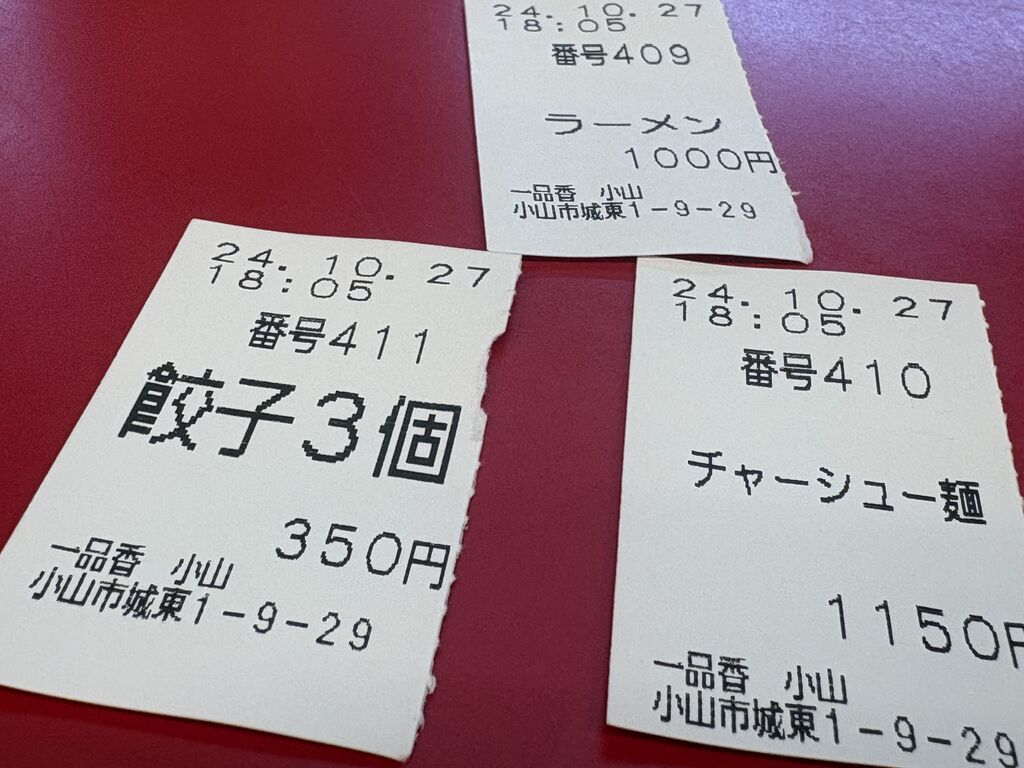 24.10.27
18:05
番号409
ラーメン
1000円
一品香 小山
小山市城東1-9-29
24.10.27
18:05
番号411
餃子3個
350円
一品香 小山
小山市城東1-9-29
24.10.27
18:05
番号410
チャーシュー麺
1150円
一品香 小山
小山市城東1-9-29